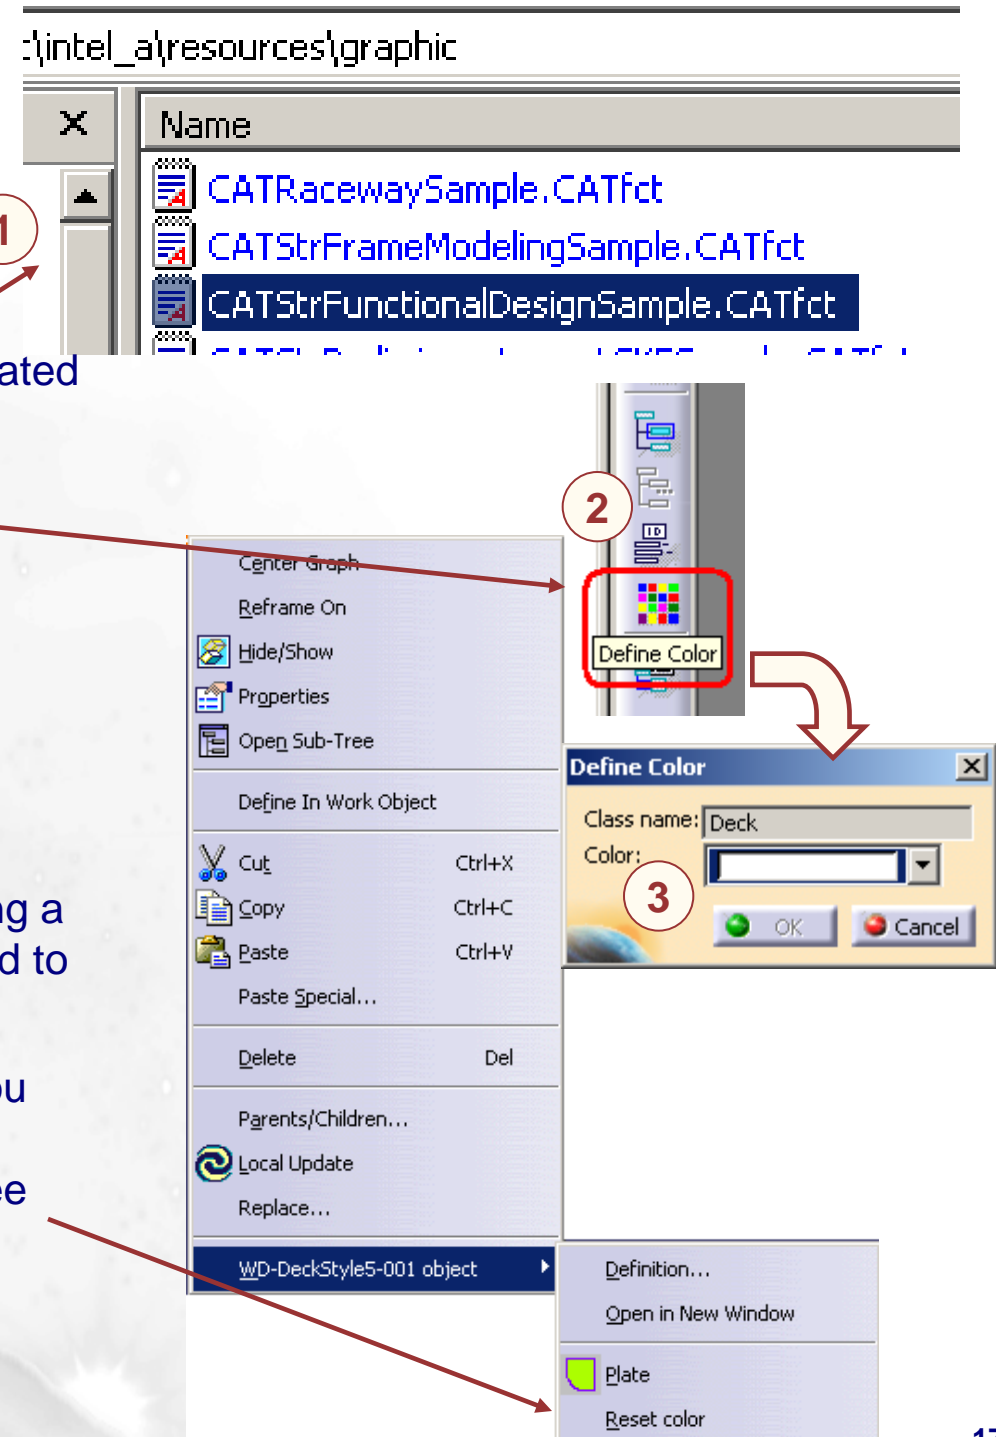 \intel_a\resources\graphic
Name
CATRacewaySample.CATfct
CATStrFrameModelingSample.CATfct
CATStrFunctionalDesignSample.CATfct
1
ated
2
ID
Define Color
Center Graph
Reframe On
Hide/Show
Properties
Open Sub-Tree
Define In Work Object
Cut Ctrl+X
Copy Ctrl+C
Paste Ctrl+V
Paste Special...
Delete Del
Parents/Children...
Local Update
Replace...
WD-DeckStyle5-001 object
Define Color
Class name: Deck
Color:
3
OK Cancel
ng a
d to
ou
ee
Definition...
Open in New Window
Plate
Reset color
17